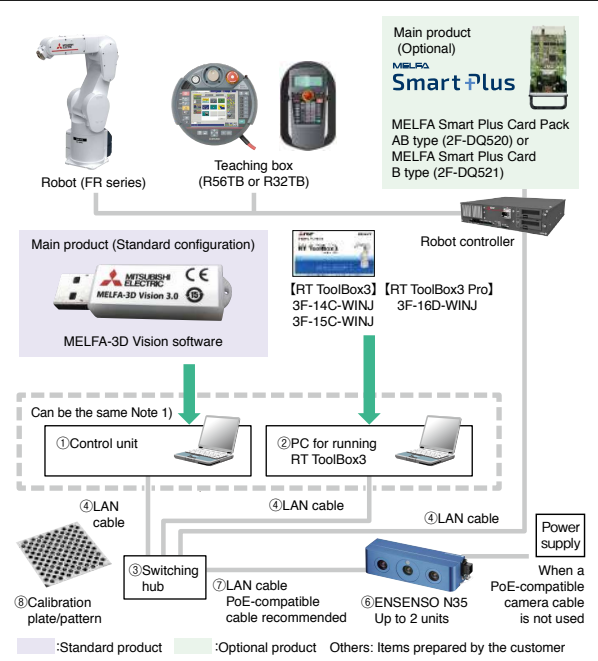 Main product
(Optional)
MELFA
Smart Plus
MELFA Smart Plus Card Pack
AB type (2F-DQ520) or
MELFA Smart Plus Card
B type (2F-DQ521)
Robot (FR series)
Teaching box
(R56TB or R32TB)
Robot controller
Main product (Standard configuration)
MITSUBISHI
ELECTRIC
CE
MELFA-3D Vision 3.0
15
MELFA-3D Vision software
RT ToolBox3
【RT ToolBox3】
3F-14C-WINJ
3F-15C-WINJ
【RT ToolBox3 Pro】
3F-16D-WINJ
Can be the same Note 1)
①Control unit
②PC for running
RT ToolBox3
④LAN
cable
④LAN cable
④LAN cable
Power
supply
③Switching
hub
⑦LAN cable
PoE-compatible
cable recommended
⑧Calibration
plate/pattern
⑥ENSENSO N35
Up to 2 units
When a
PoE-compatible
camera cable
is not used
:Standard product
:Optional product
Others: Items prepared by the customer